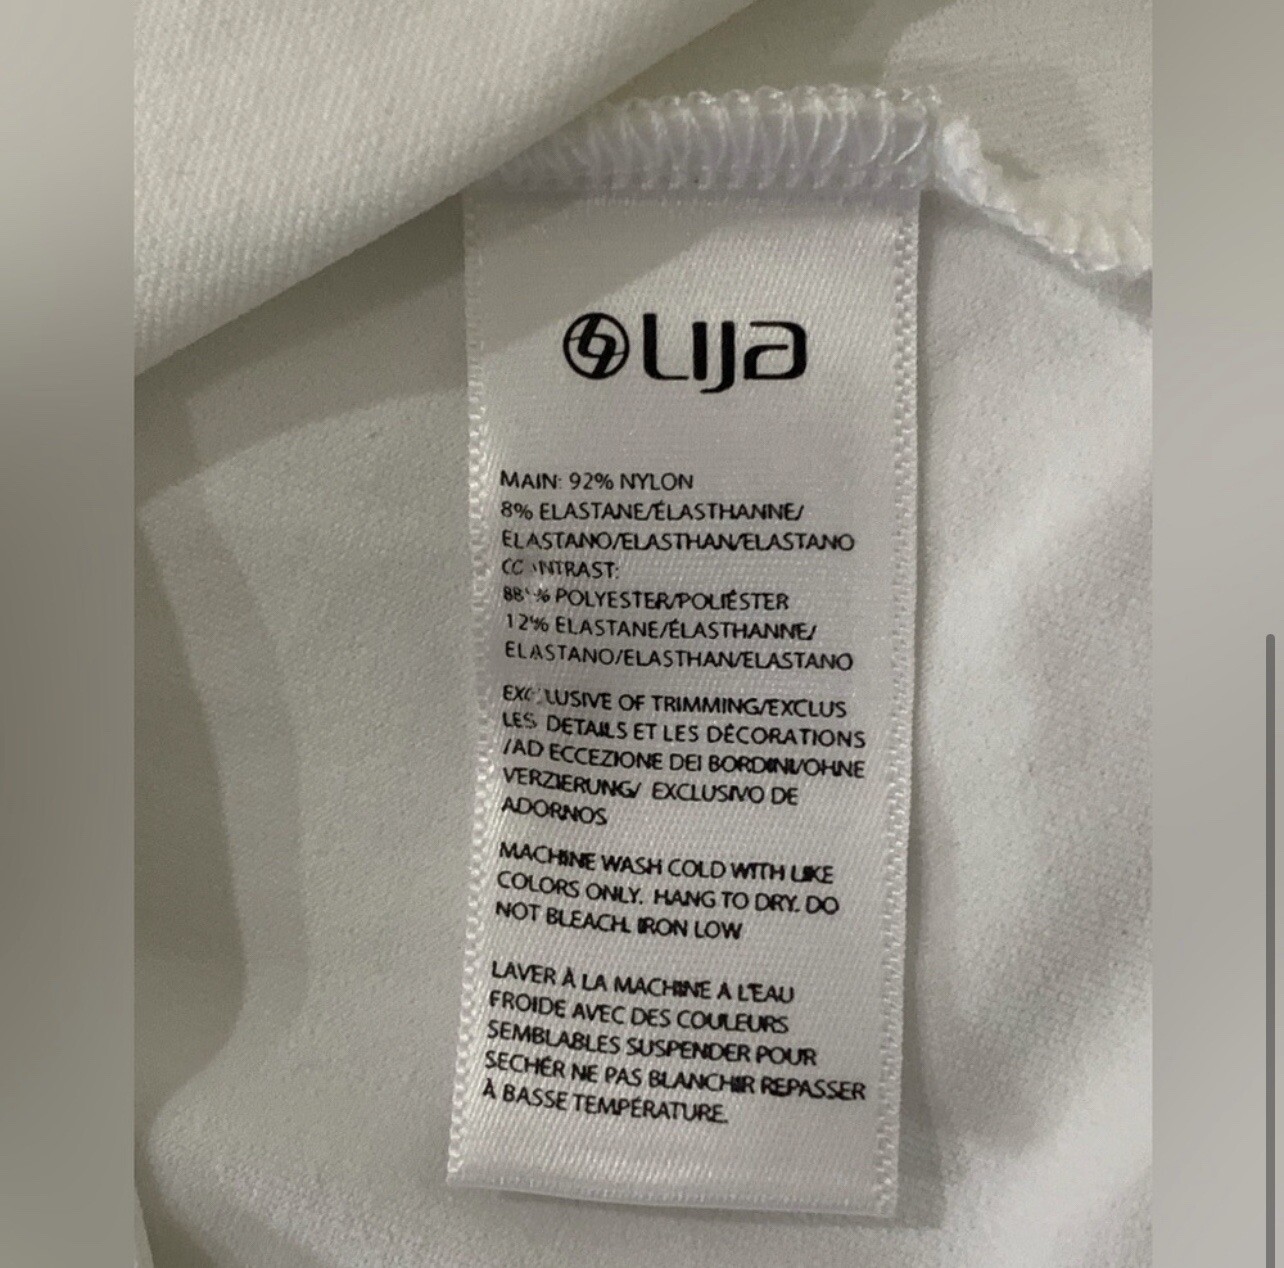 Lija
MAIN: 92% NYLON
8% ELASTANE/ÉLASTHANNE/
ELASTANO/ELASTHAN/ELASTANO
CONTRAST:
88% POLYESTER/POLIÉSTER
12% ELASTANE/ÉLASTHANNE/
ELASTANO/ELASTHAN/ELASTANO
EXCLUSIVE OF TRIMMING/EXCLUS
LES DETAILS ET LES DÉCORATIONS
/AD ECCEZIONE DEI BORDINI/OHNE
VERZIERUNG/ EXCLUSIVO DE
ADORNOS
MACHINE WASH COLD WITH LIKE
COLORS ONLY. HANG TO DRY. DO
NOT BLEACH. IRON LOW
LAVER À LA MACHINE A L'EAU
FROIDE AVEC DES COULEURS
SEMBLABLES SUSPENDER POUR
SECHÉR NE PAS BLANCHIR REPASSER
À BASSE TEMPÉRATURE.